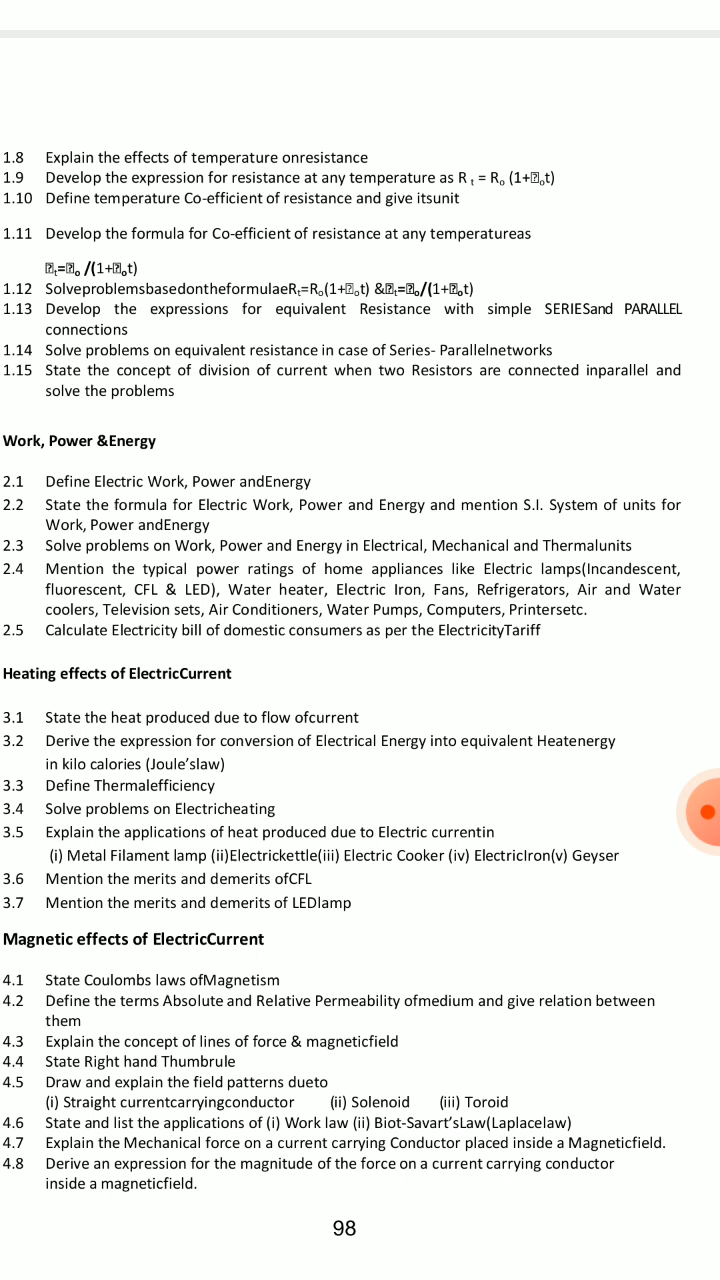 1.8 Explain the effects of temperature onresistance
1.9 Develop the expression for resistance at any temperature as R t = Ro (1+�ot)
1.10 Define temperature Co-efficient of resistance and give itsunit
1.11 Develop the formula for Co-efficient of resistance at any temperatureas
�t=�o /(1+�ot)
1.12 SolveproblemsbasedontheformulaeRt=Ro(1+�ot) &�t=�o/(1+�ot)
1.13 Develop the expressions for equivalent Resistance with simple SERIESand PARALLEL
connections
1.14 Solve problems on equivalent resistance in case of Series- Parallelnetworks
1.15 State the concept of division of current when two Resistors are connected inparallel and
solve the problems
Work, Power &Energy
2.1 Define Electric Work, Power andEnergy
2.2 State the formula for Electric Work, Power and Energy and mention S.I. System of units for
Work, Power andEnergy
2.3 Solve problems on Work, Power and Energy in Electrical, Mechanical and Thermalunits
2.4 Mention the typical power ratings of home appliances like Electric lamps(Incandescent,
fluorescent, CFL & LED), Water heater, Electric Iron, Fans, Refrigerators, Air and Water
coolers, Television sets, Air Conditioners, Water Pumps, Computers, Printersetc.
2.5 Calculate Electricity bill of domestic consumers as per the ElectricityTariff
Heating effects of ElectricCurrent
3.1 State the heat produced due to flow ofcurrent
3.2 Derive the expression for conversion of Electrical Energy into equivalent Heatenergy
in kilo calories (Joule'slaw)
3.3 Define Thermalefficiency
3.4 Solve problems on Electricheating
3.5 Explain the applications of heat produced due to Electric currentin
(i) Metal Filament lamp (ii)Electrickettle(iii) Electric Cooker (iv) ElectricIron(v) Geyser
3.6 Mention the merits and demerits ofCFL
3.7 Mention the merits and demerits of LEDlamp
Magnetic effects of ElectricCurrent
4.1 State Coulombs laws ofMagnetism
4.2 Define the terms Absolute and Relative Permeability ofmedium and give relation between
them
4.3 Explain the concept of lines of force & magneticfield
4.4 State Right hand Thumbrule
4.5 Draw and explain the field patterns dueto
(i) Straight currentcarryingconductor (ii) Solenoid (iii) Toroid
4.6 State and list the applications of (i) Work law (ii) Biot-Savart'sLaw(Laplacelaw)
4.7 Explain the Mechanical force on a current carrying Conductor placed inside a Magneticfield.
4.8 Derive an expression for the magnitude of the force on a current carrying conductor
inside a magneticfield.
98